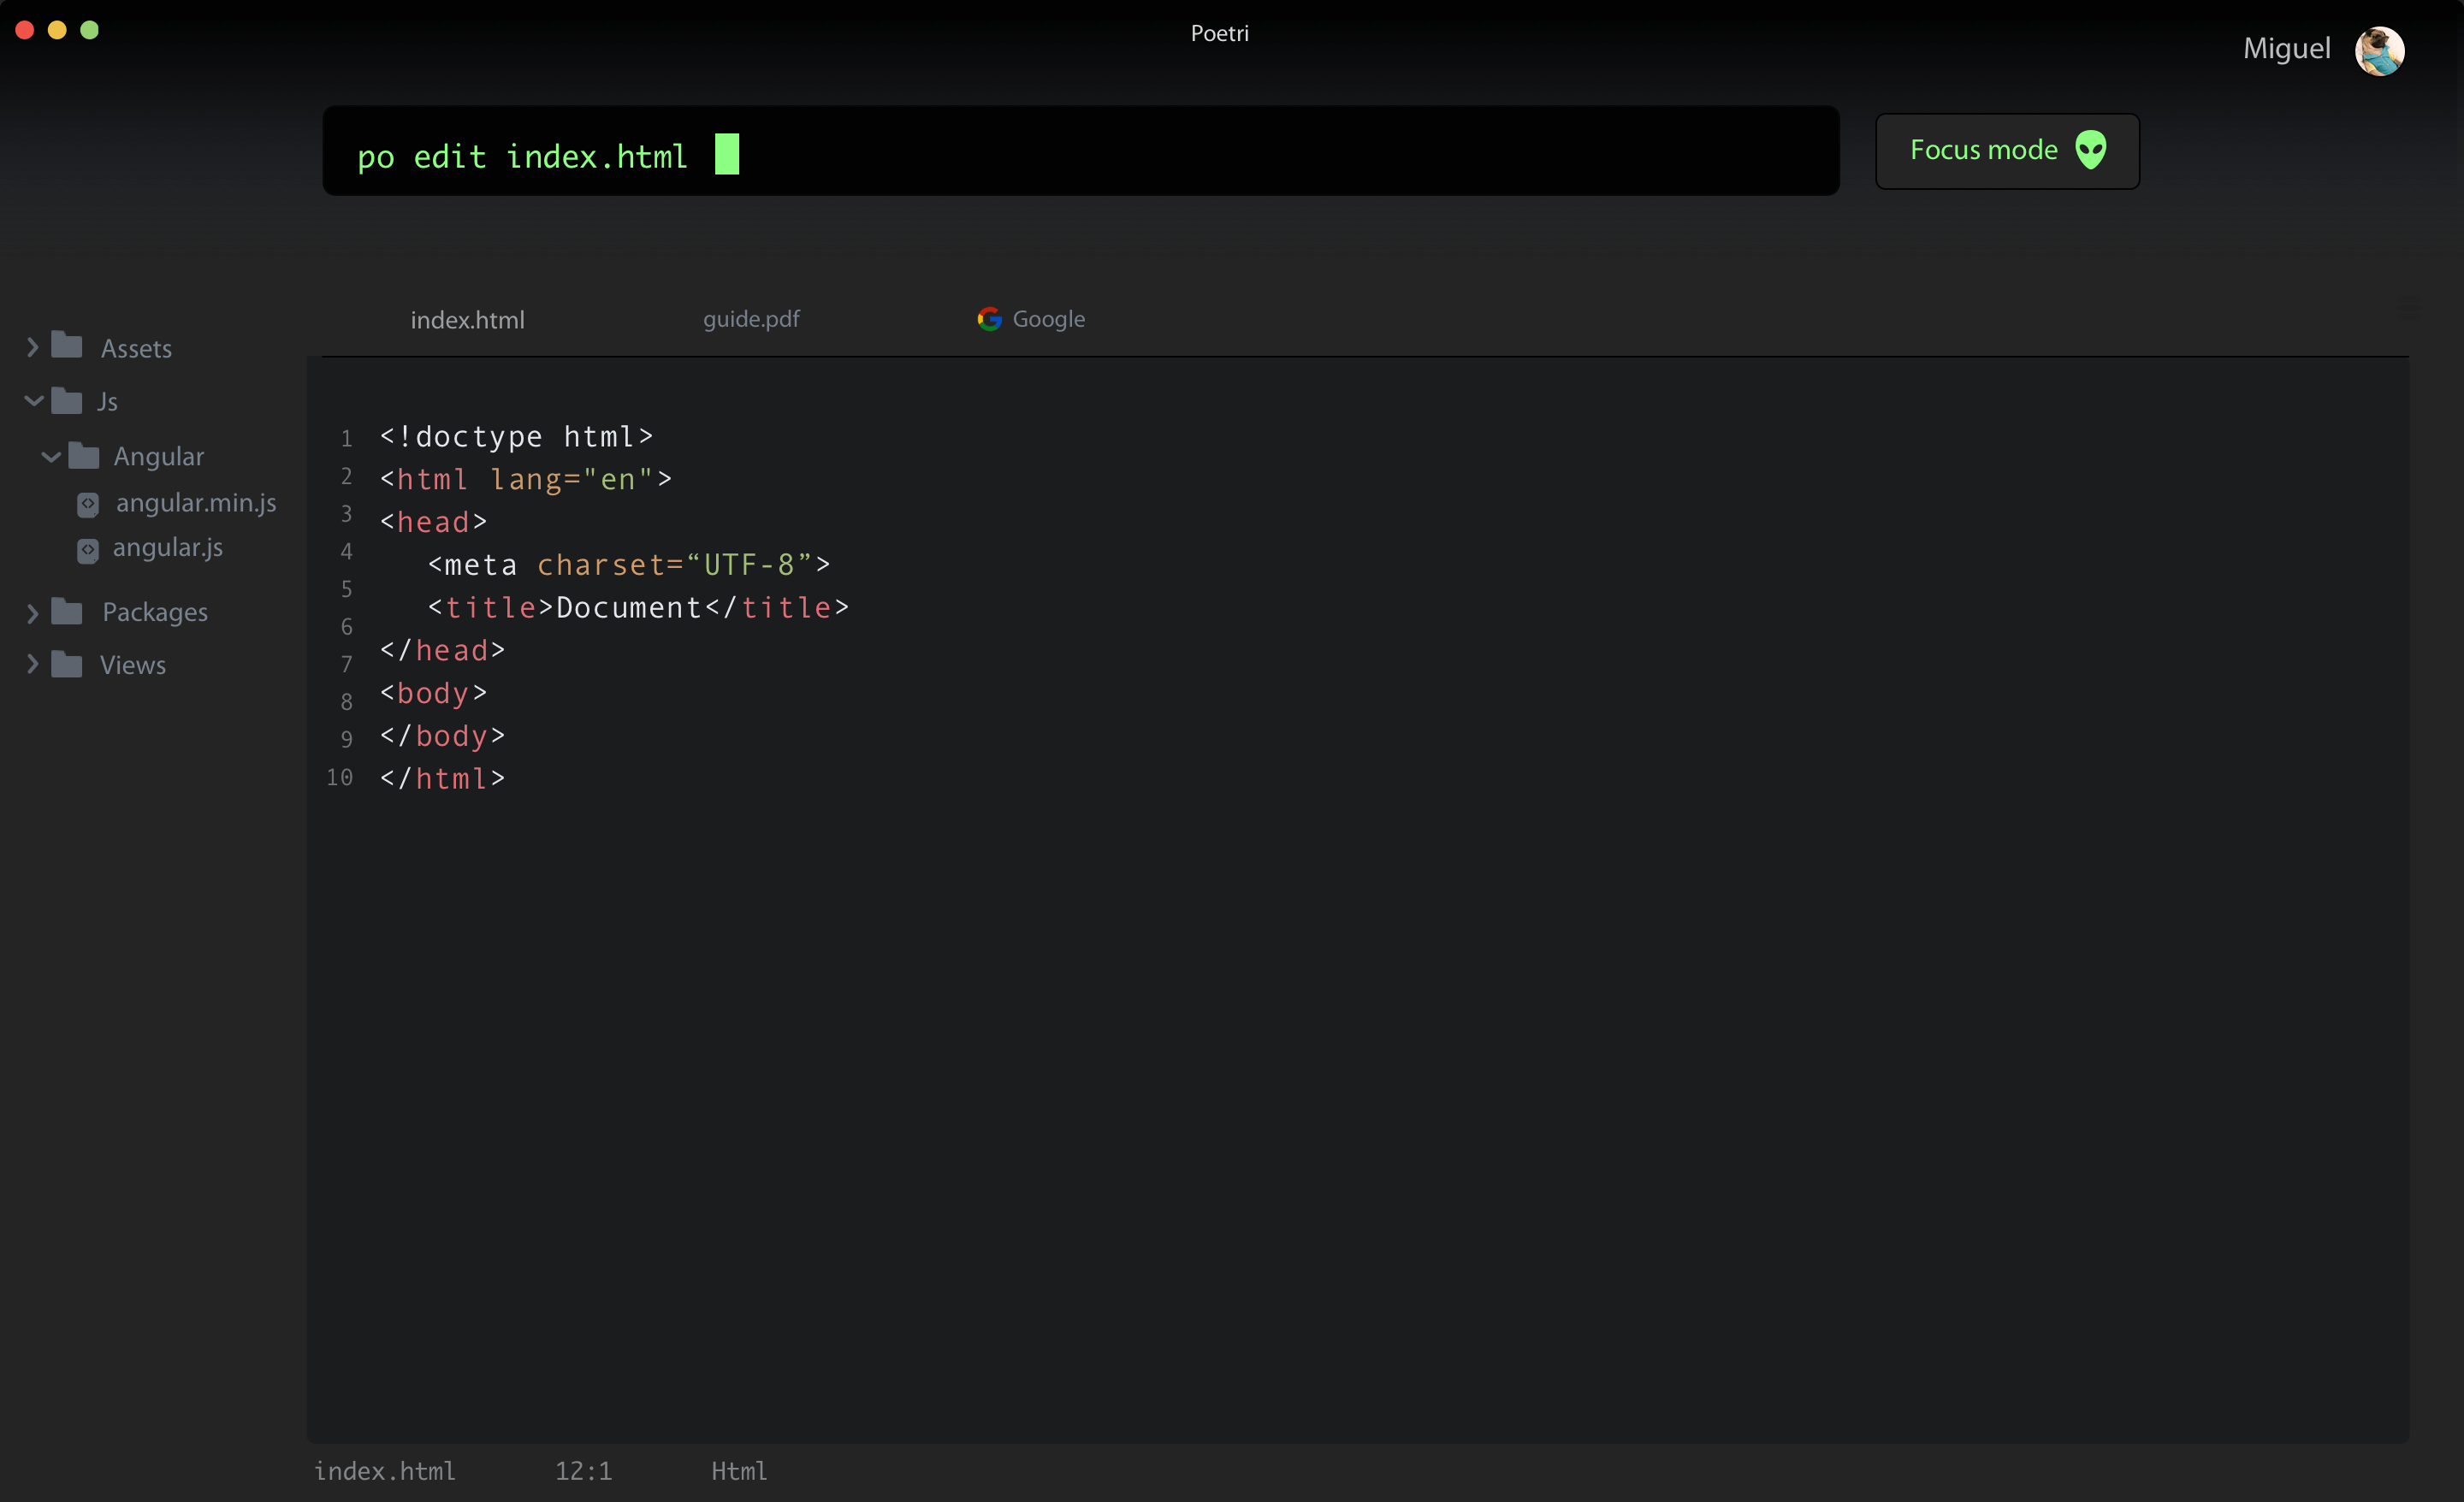 Poetri
Miguel
po edit index.html
Focus mode
index.html guide.pdf Google
Assets
Js
Angular
angular.min.js
angular.js
Packages
Views
1 <!doctype html>
2 <html lang="en">
3 <head>
4 <meta charset=“UTF-8”>
5 <title>Document</title>
6 </head>
7 <body>
8 </body>
9 </html>
10
index.html 12:1 Html